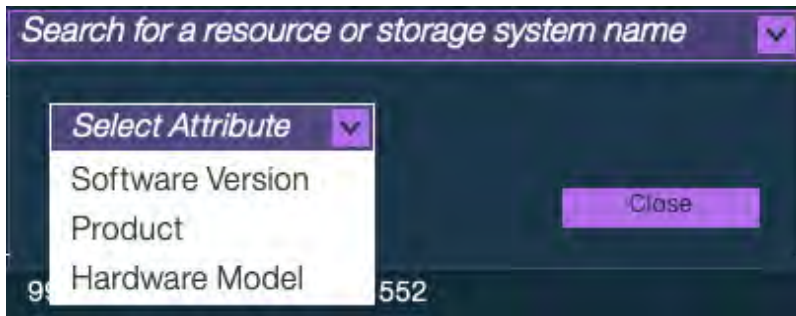 Search for a resource or storage system name
Select Attribute
Software Version
Close
Product
Hardware Model
552